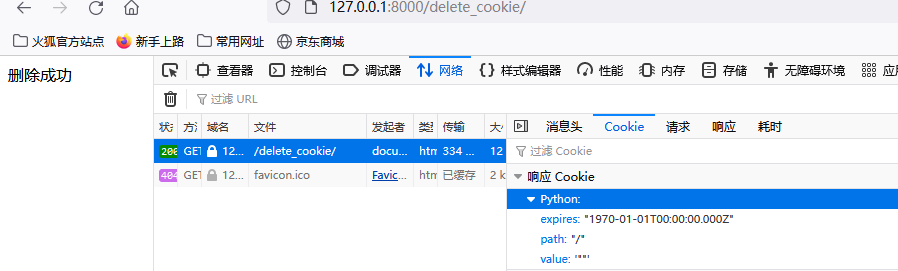 127.0.0.1:8000/delete_cookie/
火狐官方站点 新手上路 常用网址 京东商城
删除成功
查看器 控制台 调试器 网络 样式编辑器 性能 内存 存储 无障碍环境 应
过滤 URL
状 方 域名 文件 发起者 类 传输 大
200 GET 12... /delete_cookie/ docu... htm 334 ... 12
404 GET 12... favicon.ico Favic... htm 已缓存 2 k
消息头 Cookie 请求 响应 耗时
过滤 Cookie
响应 Cookie
Python:
expires: "1970-01-01T00:00:00.000Z"
path: "/"
value: '""'